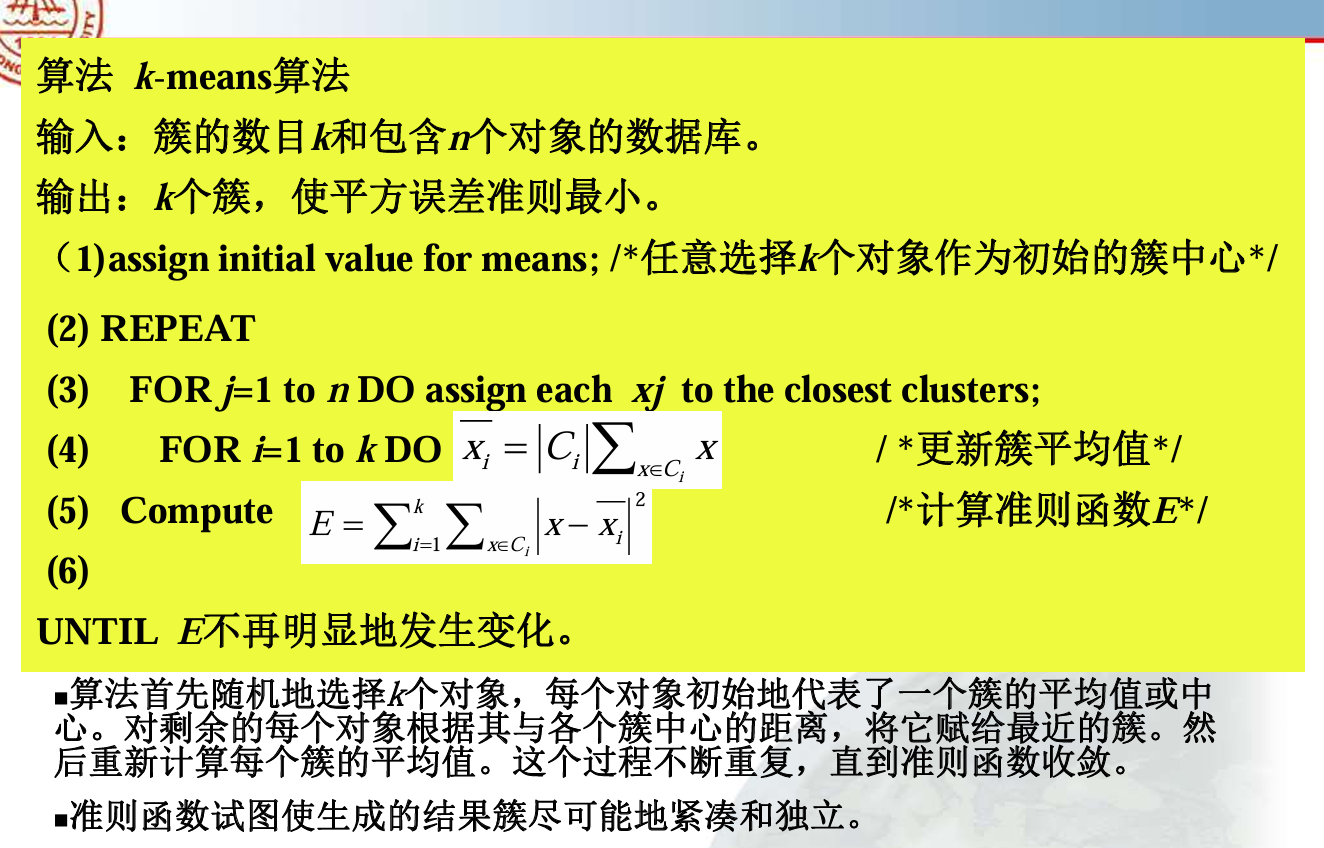 算法 k-means算法
输入：簇的数目k和包含n个对象的数据库。
输出：k个簇，使平方误差准则最小。
（1)assign initial value for means; /*任意选择k个对象作为初始的簇中心*/
(2) REPEAT
(3) FOR j=1 to n DO assign each xj to the closest clusters;
(4) FOR i=1 to k DO $\overline{x_i} = |C_i| \sum_{x \in C_i} x$ / *更新簇平均值*/
(5) Compute $E = \sum_{i=1}^{k} \sum_{x \in C_i} |x - \overline{x_i}|^2$ /*计算准则函数E*/
(6)
UNTIL E不再明显地发生变化。
■算法首先随机地选择k个对象，每个对象初始地代表了一个簇的平均值或中
心。对剩余的每个对象根据其与各个簇中心的距离，将它赋给最近的簇。然
后重新计算每个簇的平均值。这个过程不断重复，直到准则函数收敛。
■准则函数试图使生成的结果簇尽可能地紧凑和独立。